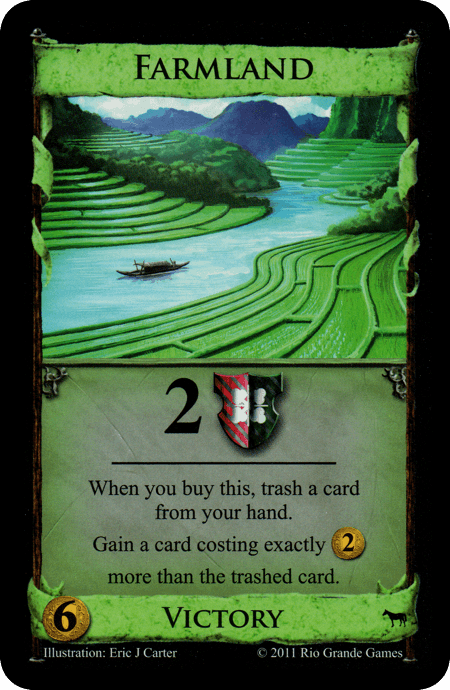 FARMLAND
2
When you buy this, trash a card
from your hand.
Gain a card costing exactly 2
more than the trashed card.
6 VICTORY
Illustration: Eric J Carter © 2011 Rio Grande Games